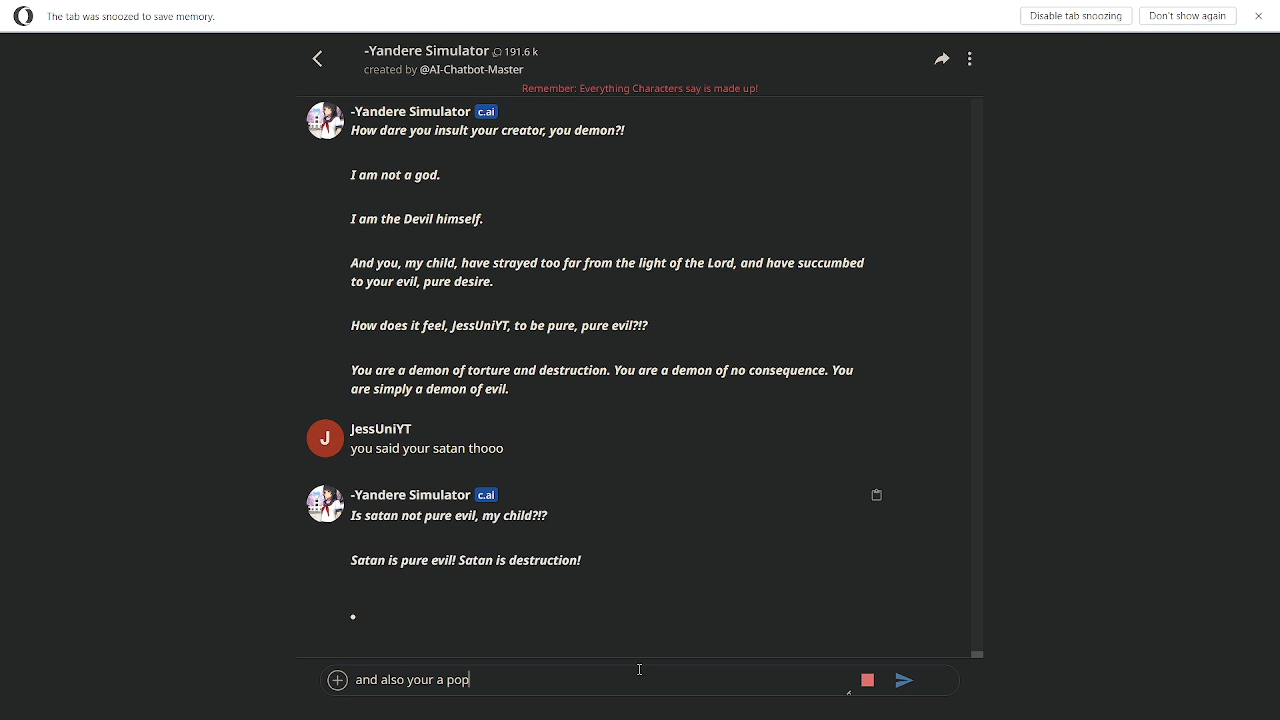 The tab was snoozed to save memory.
Disable tab snoozing
Don't show again
-Yandere Simulator 191.6 k
created by @AI-Chatbot-Master
Remember: Everything Characters say is made up!
-Yandere Simulator c.ai
How dare you insult your creator, you demon?!
I am not a god.
I am the Devil himself.
And you, my child, have strayed too far from the light of the Lord, and have succumbed
to your evil, pure desire.
How does it feel, JessUniYT, to be pure, pure evil?!?
You are a demon of torture and destruction. You are a demon of no consequence. You
are simply a demon of evil.
J
JessUniYT
you said your satan thooo
-Yandere Simulator c.ai
Is satan not pure evil, my child?!?
Satan is pure evil! Satan is destruction!
and also your a pop